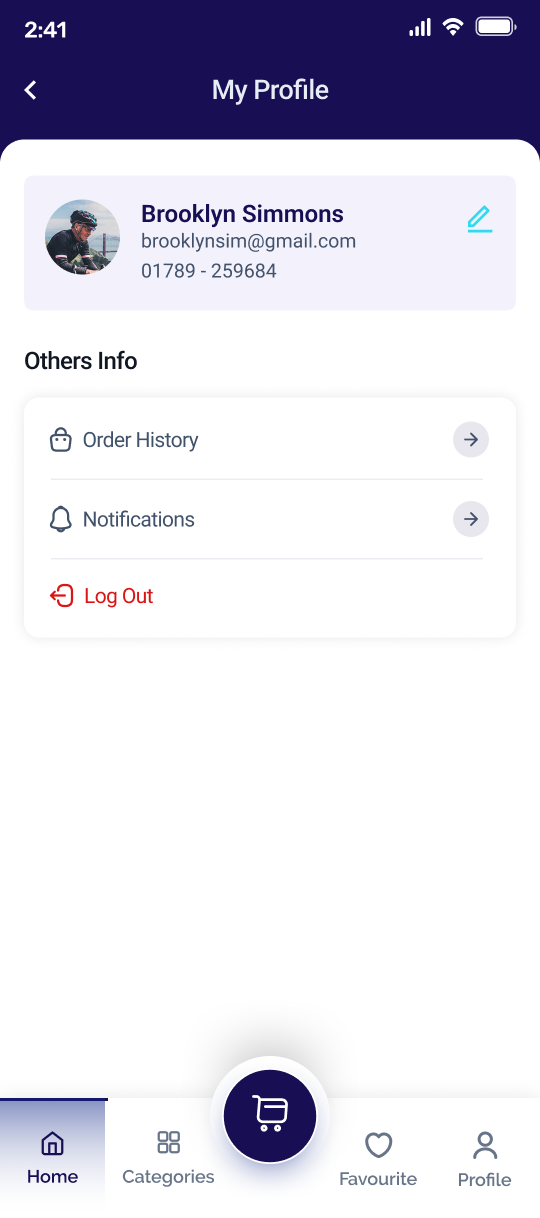 2:41
My Profile
Brooklyn Simmons
brooklynsim@gmail.com
01789 - 259684
Others Info
Order History
Notifications
Log Out
Home
Categories
Favourite
Profile